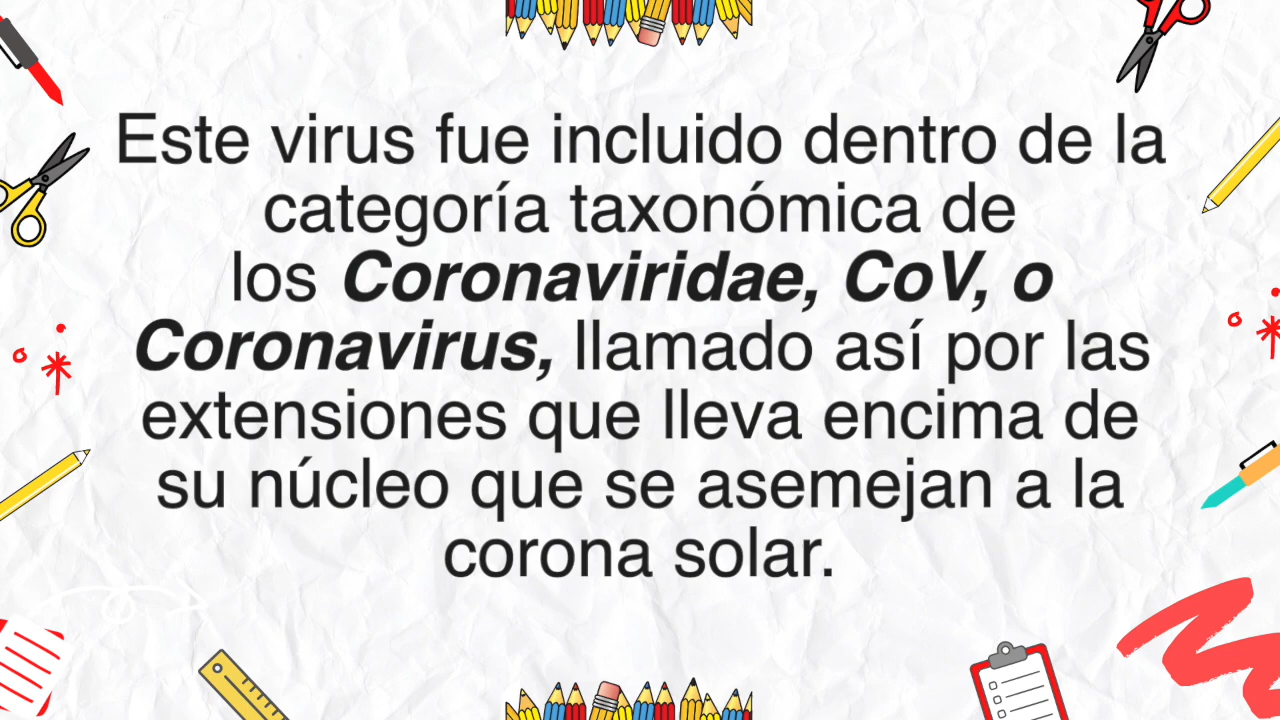 Este virus fue incluido dentro de la
categoría taxonómica de
los Coronaviridae, CoV, o
Coronavirus, llamado así por las
extensiones que lleva encima de
su núcleo que se asemejan a la
corona solar.